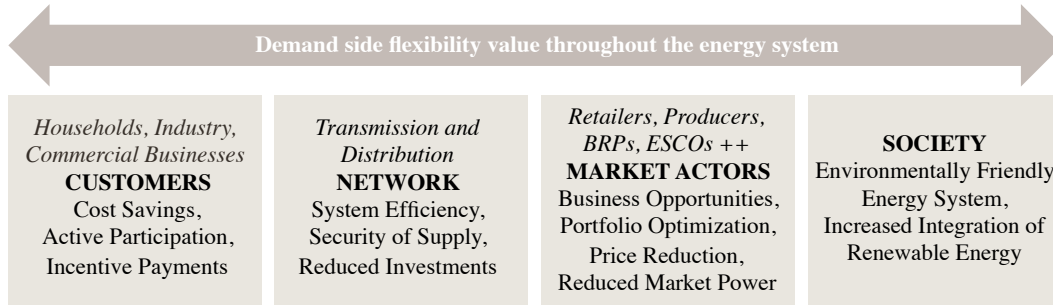 Demand side flexibility value throughout the energy system
Households, Industry,
Commercial Businesses
CUSTOMERS
Cost Savings,
Active Participation,
Incentive Payments
Transmission and
Distribution
NETWORK
System Efficiency,
Security of Supply,
Reduced Investments
Retailers, Producers,
BRPs, ESCOs ++
MARKET ACTORS
Business Opportunities,
Portfolio Optimization,
Price Reduction,
Reduced Market Power
SOCIETY
Environmentally Friendly
Energy System,
Increased Integration of
Renewable Energy